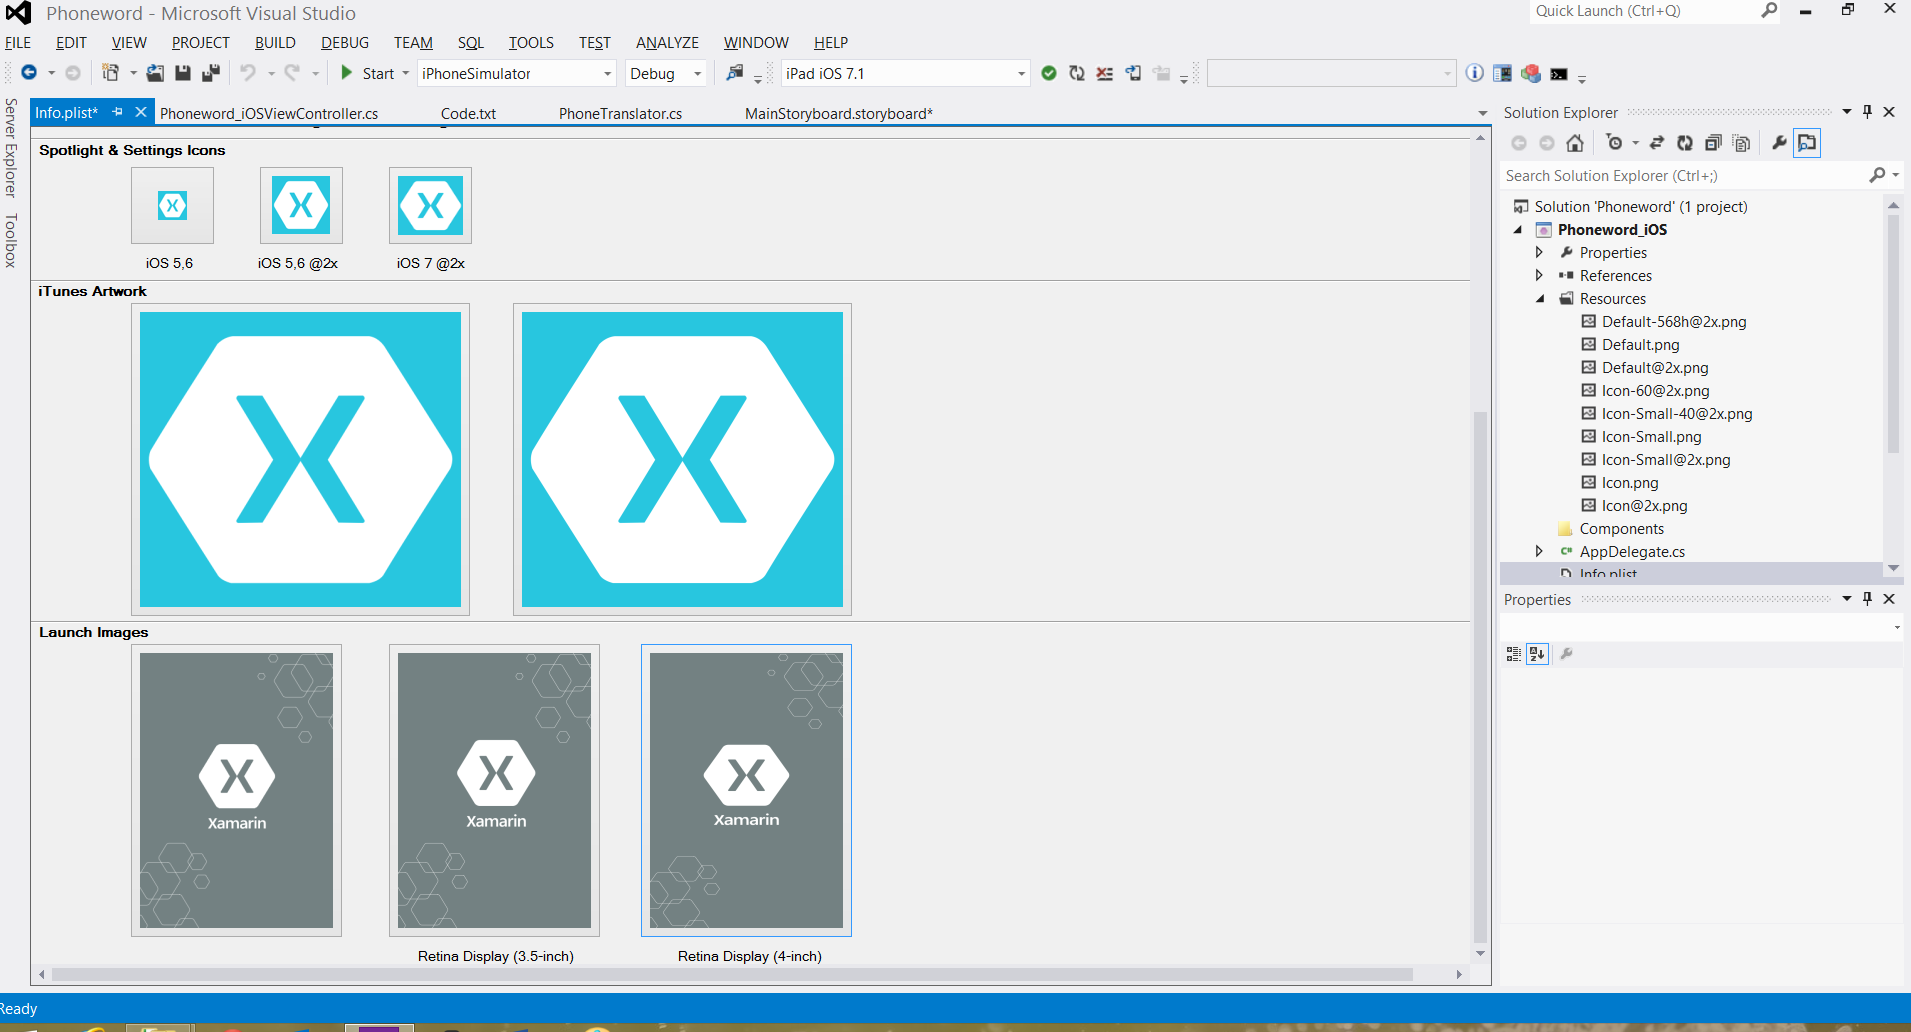 Phoneword - Microsoft Visual Studio
Quick Launch (Ctrl+Q)
FILE EDIT VIEW PROJECT BUILD DEBUG TEAM SQL TOOLS TEST ANALYZE WINDOW HELP
Start iPhoneSimulator Debug iPad iOS 7.1
Server Explorer
Toolbox
Info.plist* Phoneword_iOSViewController.cs Code.txt PhoneTranslator.cs MainStoryboard.storyboard*
Spotlight & Settings Icons
iOS 5,6 iOS 5,6 @2x iOS 7 @2x
iTunes Artwork
Launch Images
Xamarin Xamarin Xamarin
Retina Display (3.5-inch) Retina Display (4-inch)
Solution Explorer
Search Solution Explorer (Ctrl+;)
Solution 'Phoneword' (1 project)
Phoneword_iOS
Properties
References
Resources
Default-568h@2x.png
Default.png
Default@2x.png
Icon-60@2x.png
Icon-Small-40@2x.png
Icon-Small.png
Icon-Small@2x.png
Icon.png
Icon@2x.png
Components
C# AppDelegate.cs
Info.plist
Properties
Ready